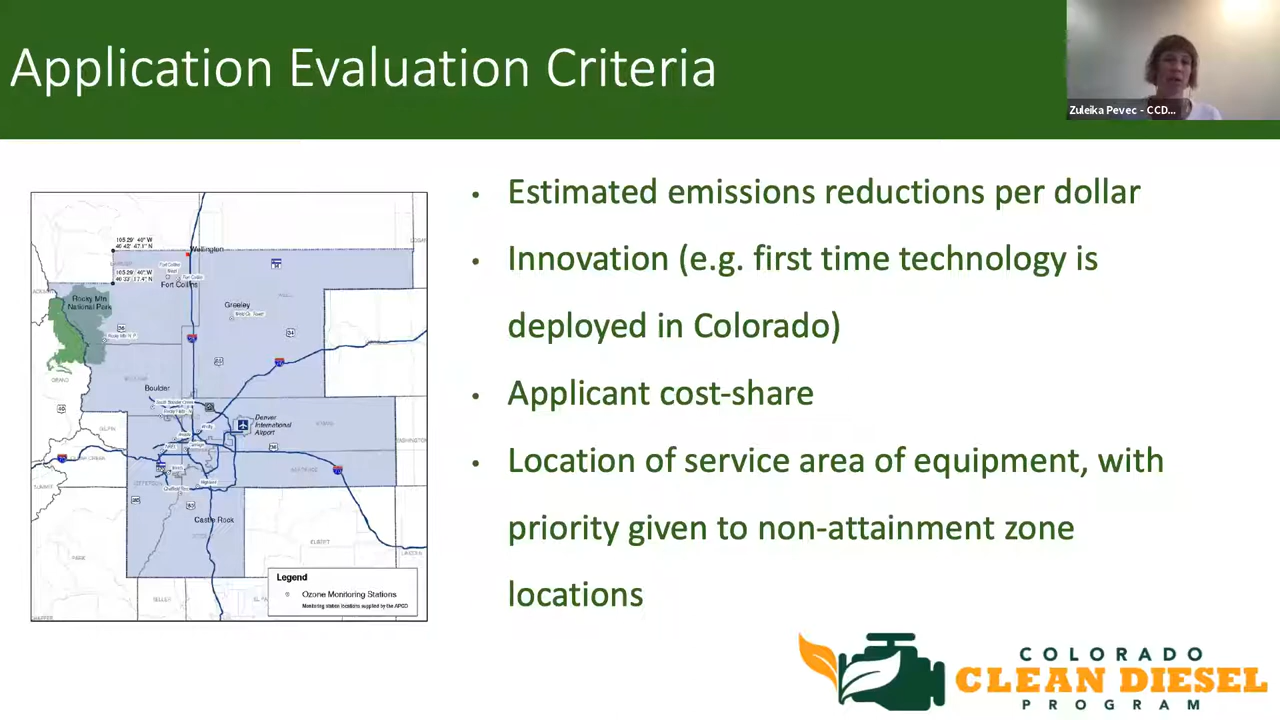 Application Evaluation Criteria
Zuleika Pevec - CCD...
• Estimated emissions reductions per dollar
• Innovation (e.g. first time technology is
deployed in Colorado)
• Applicant cost-share
• Location of service area of equipment, with
priority given to non-attainment zone
locations
Wellington
Fort Collins
Rocky Mtn
National Park
Greeley
Boulder
Denver
International
Airport
Castle Rock
Legend
Ozone Monitoring Stations
Monitoring station locations supplied by the APCD
COLORADO
CLEAN DIESEL
PROGRAM